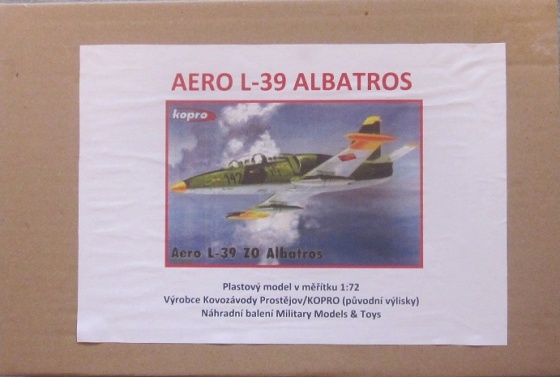 AERO L-39 ALBATROS
kopro
112
Aero L-39 ZO Albatros
Plastový model v měřítku 1:72
Výrobce Kovozávody Prostějov/KOPRO (původní výlisky)
Náhradní balení Military Models & Toys